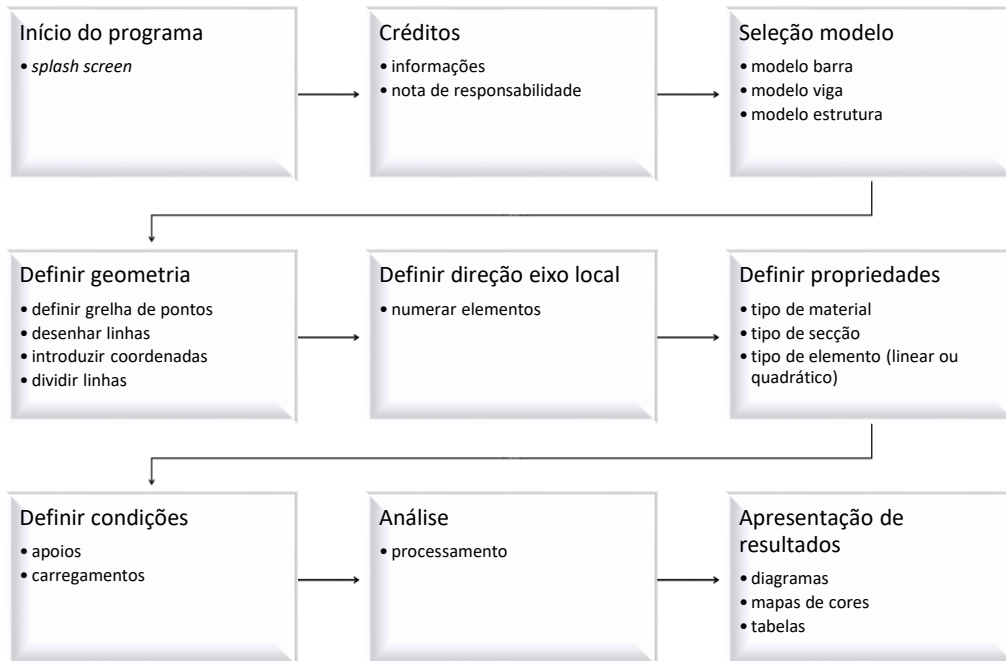 Início do programa
• splash screen
Créditos
• informações
• nota de responsabilidade
Seleção modelo
• modelo barra
• modelo viga
• modelo estrutura
Definir geometria
• definir grelha de pontos
• desenhar linhas
• introduzir coordenadas
• dividir linhas
Definir direção eixo local
• numerar elementos
Definir propriedades
• tipo de material
• tipo de secção
• tipo de elemento (linear ou
quadrático)
Definir condições
• apoios
• carregamentos
Análise
• processamento
Apresentação de
resultados
• diagramas
• mapas de cores
• tabelas